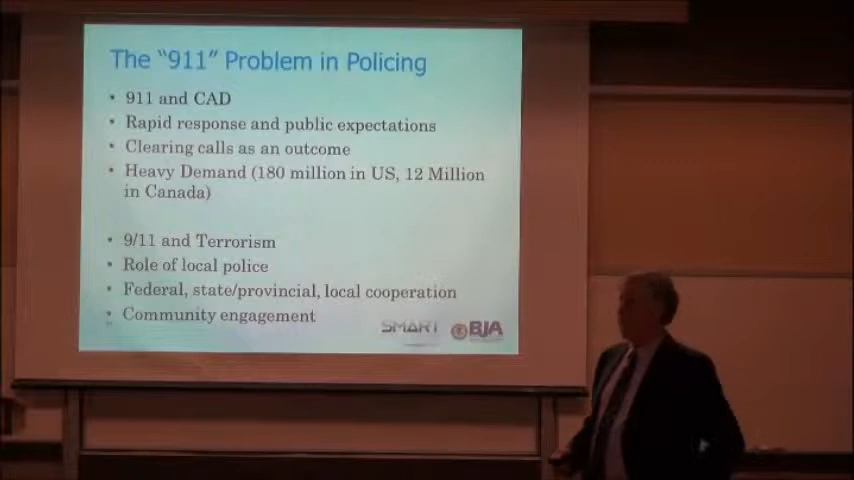 The "911" Problem in Policing
• 911 and CAD
• Rapid response and public expectations
• Clearing calls as an outcome
• Heavy Demand (180 million in US, 12 Million
in Canada)
• 9/11 and Terrorism
• Role of local police
• Federal, state/provincial, local cooperation
• Community engagement
SMART BJA